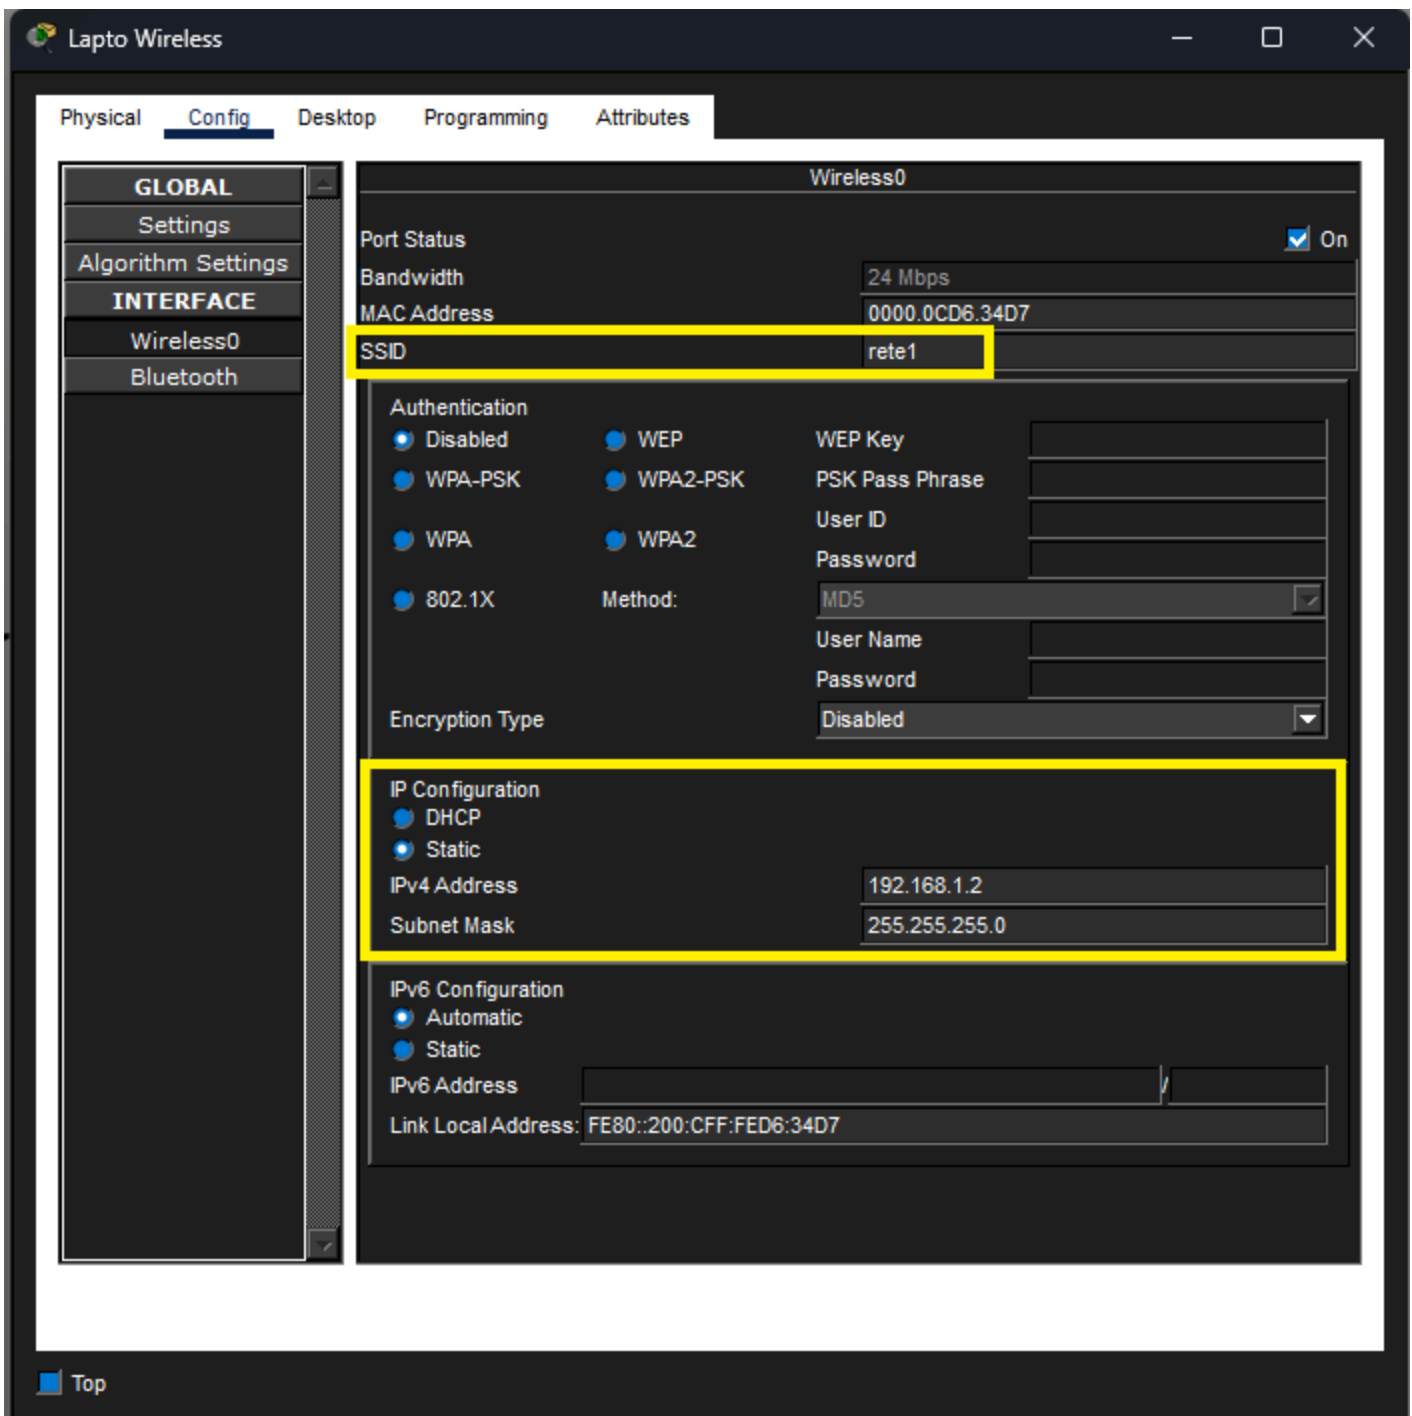 Lapto Wireless
Physical Config Desktop Programming Attributes
GLOBAL
Settings
Algorithm Settings
INTERFACE
Wireless0
Bluetooth
Wireless0
Port Status On
Bandwidth 24 Mbps
MAC Address 0000.0CD6.34D7
SSID rete1
Authentication
Disabled WEP WEP Key
WPA-PSK WPA2-PSK PSK Pass Phrase
User ID
WPA WPA2
Password
802.1X Method: MD5
User Name
Password
Encryption Type Disabled
IP Configuration
DHCP
Static
IPv4 Address 192.168.1.2
Subnet Mask 255.255.255.0
IPv6 Configuration
Automatic
Static
IPv6 Address /
Link Local Address: FE80::200:CFF:FED6:34D7
Top